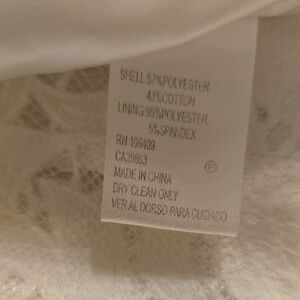 SHELL:57%POLYESTER
43%COTTON
LINING:95%POLYESTER
5%SPANDEX
RN 106409
CA39863
P
MADE IN CHINA
DRY CLEAN ONLY
VER AL DORSO PARA CUIDADO